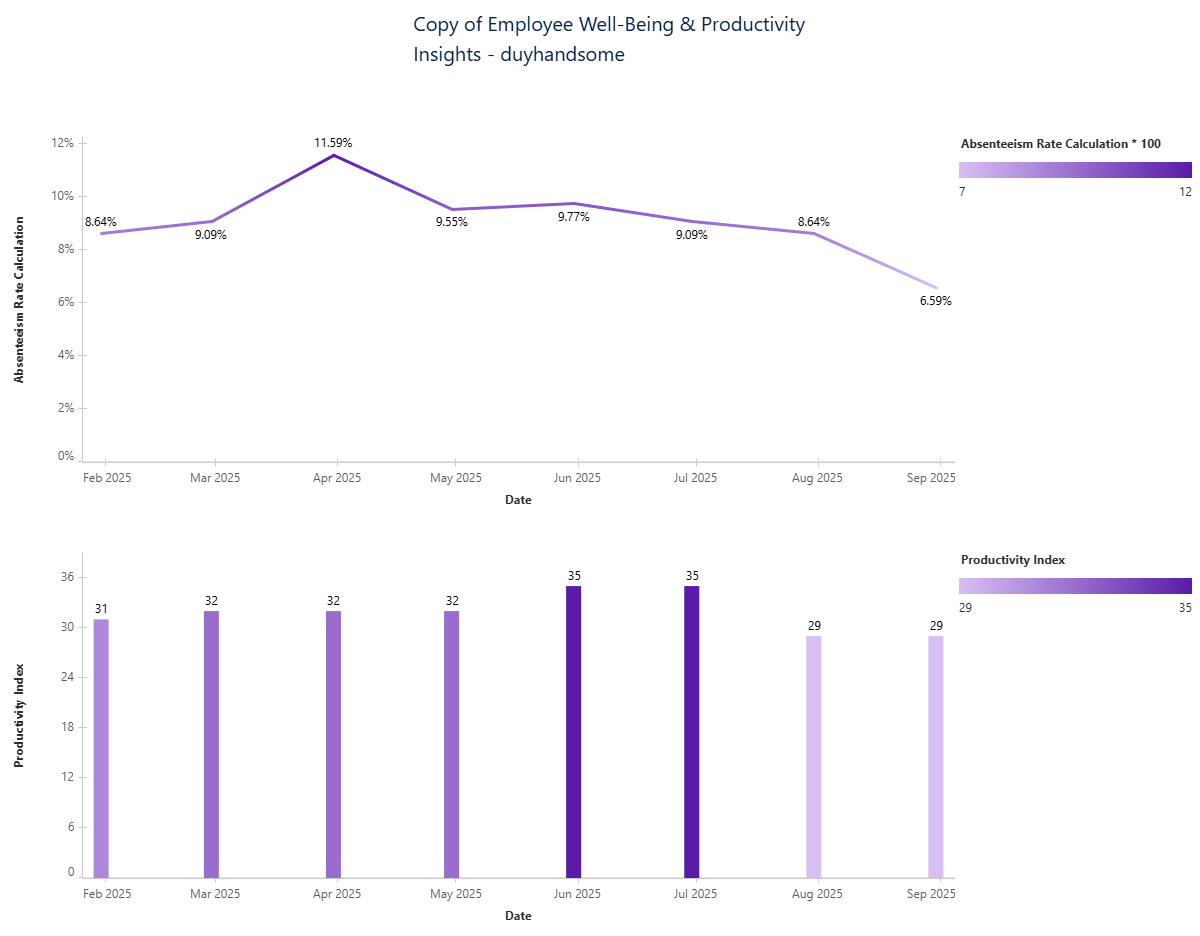 Copy of Employee Well-Being & Productivity
Insights - duyhandsome
Absenteeism Rate Calculation
12%
10%
8%
6%
4%
2%
0%
8.64%
9.09%
11.59%
9.55%
9.77%
9.09%
8.64%
6.59%
Feb 2025
Mar 2025
Apr 2025
May 2025
Jun 2025
Jul 2025
Aug 2025
Sep 2025
Date
Absenteeism Rate Calculation * 100
7
12
Productivity Index
36
30
24
18
12
6
0
31
32
32
32
35
35
29
29
Feb 2025
Mar 2025
Apr 2025
May 2025
Jun 2025
Jul 2025
Aug 2025
Sep 2025
Date
Productivity Index
29
35